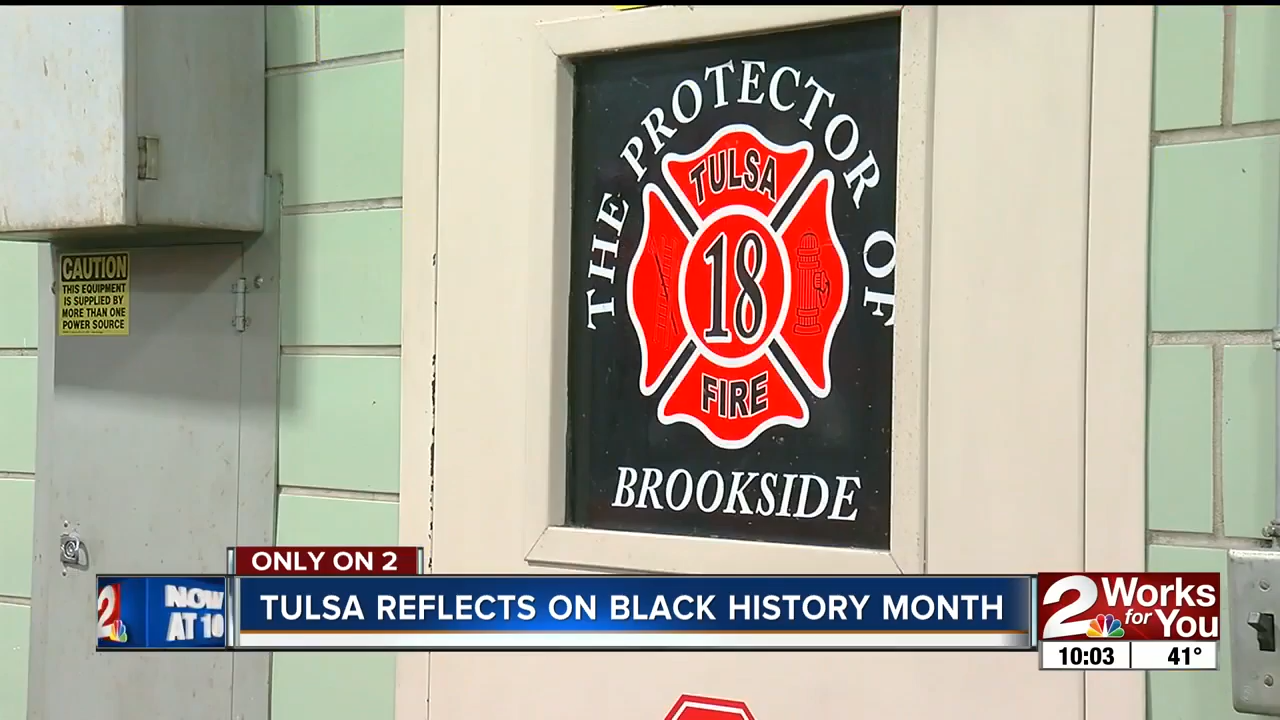 THE PROTECTOR OF
TULSA
18
FIRE
BROOKSIDE
CAUTION
THIS EQUIPMENT
IS SUPPLIED BY
MORE THAN ONE
POWER SOURCE
ONLY ON 2
2 NOW
AT 10
TULSA REFLECTS ON BLACK HISTORY MONTH
2 Works
for You
10:03 41°